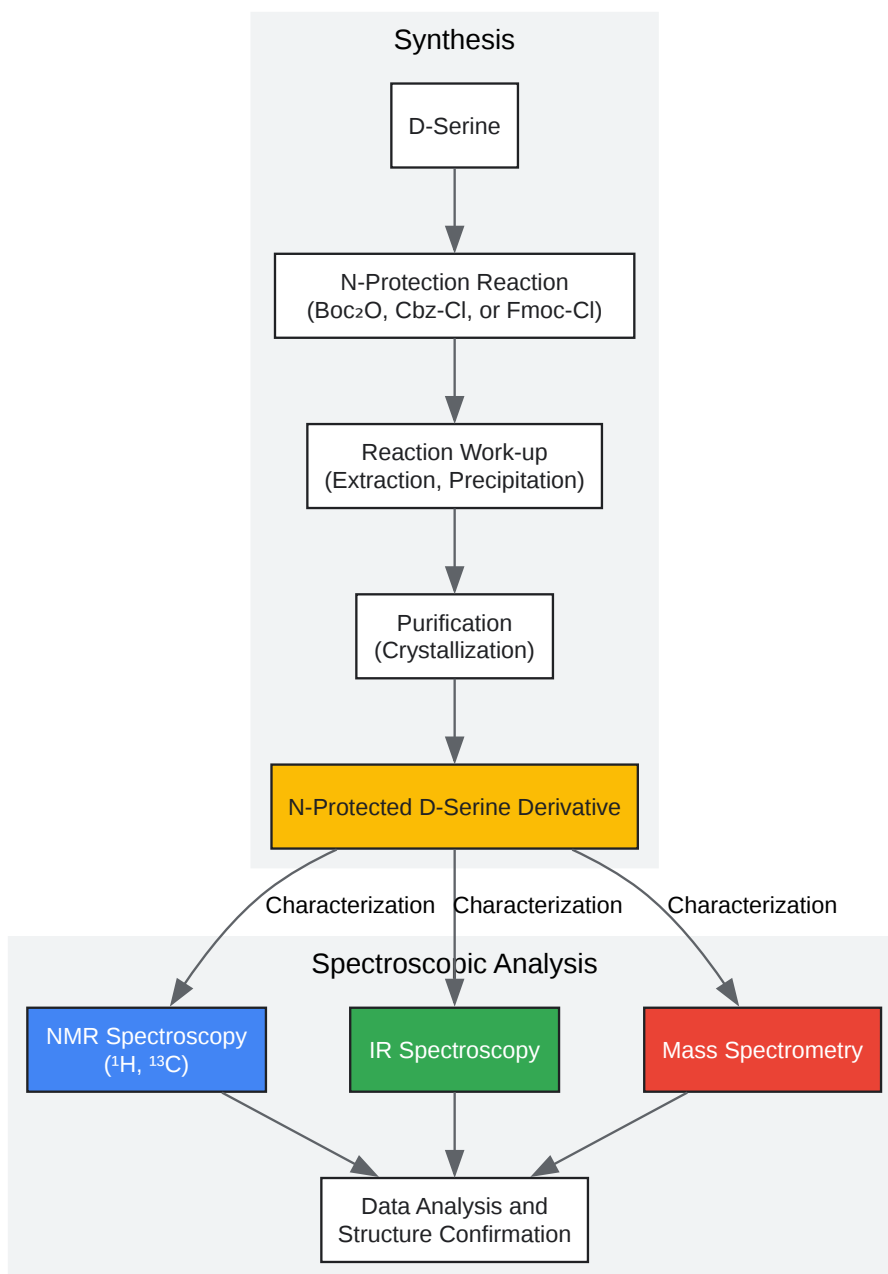 Synthesis
D-Serine
N-Protection Reaction
(Boc₂O, Cbz-Cl, or Fmoc-Cl)
Reaction Work-up
(Extraction, Precipitation)
Purification
(Crystallization)
N-Protected D-Serine Derivative
Characterization
Characterization
Characterization
Spectroscopic Analysis
NMR Spectroscopy
(¹H, ¹³C)
IR Spectroscopy
Mass Spectrometry
Data Analysis and
Structure Confirmation